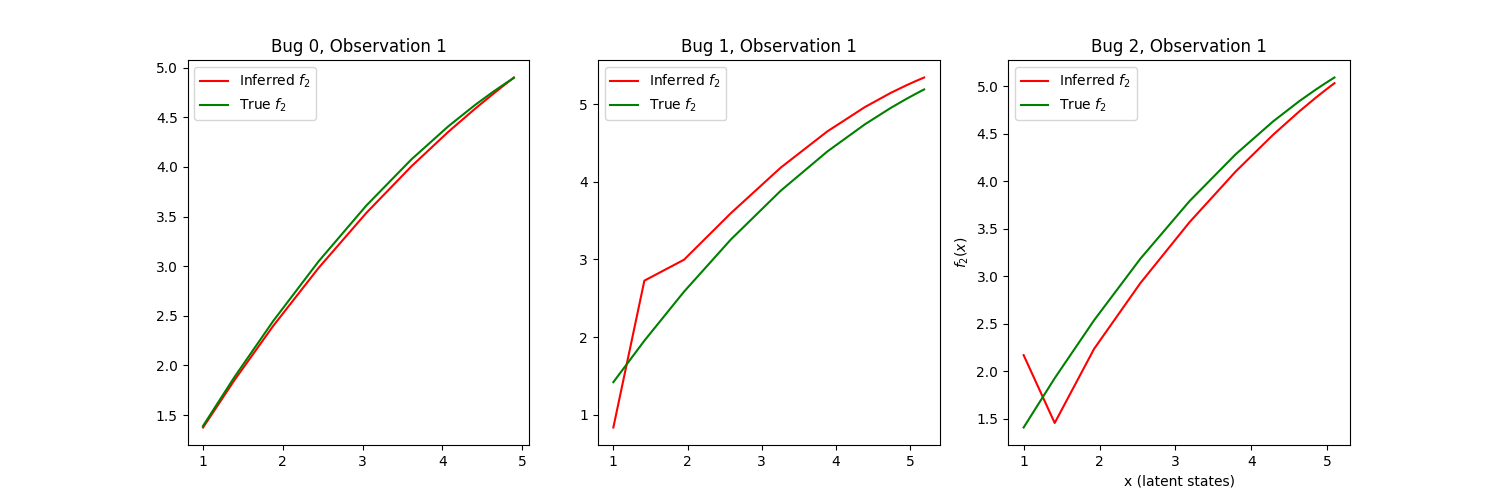 Bug 0, Observation 1
Inferred f₂
True f₂
5.0
4.5
4.0
3.5
3.0
2.5
2.0
1.5
1 2 3 4 5
Bug 1, Observation 1
Inferred f₂
True f₂
5
4
3
2
1
1 2 3 4 5
Bug 2, Observation 1
Inferred f₂
True f₂
f₂(x)
5.0
4.5
4.0
3.5
3.0
2.5
2.0
1.5
1 2 3 4 5
x (latent states)